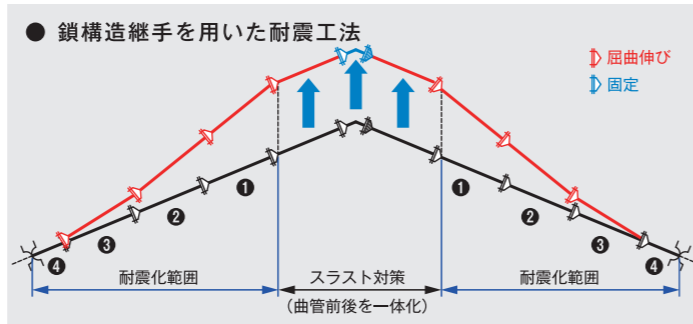 ● 鎖構造継手を用いた耐震工法
屈曲伸び
固定
❶ ❶
❷ ❷
❸ ❸
❹ ❹
耐震化範囲 スラスト対策 耐震化範囲
(曲管前後を一体化)